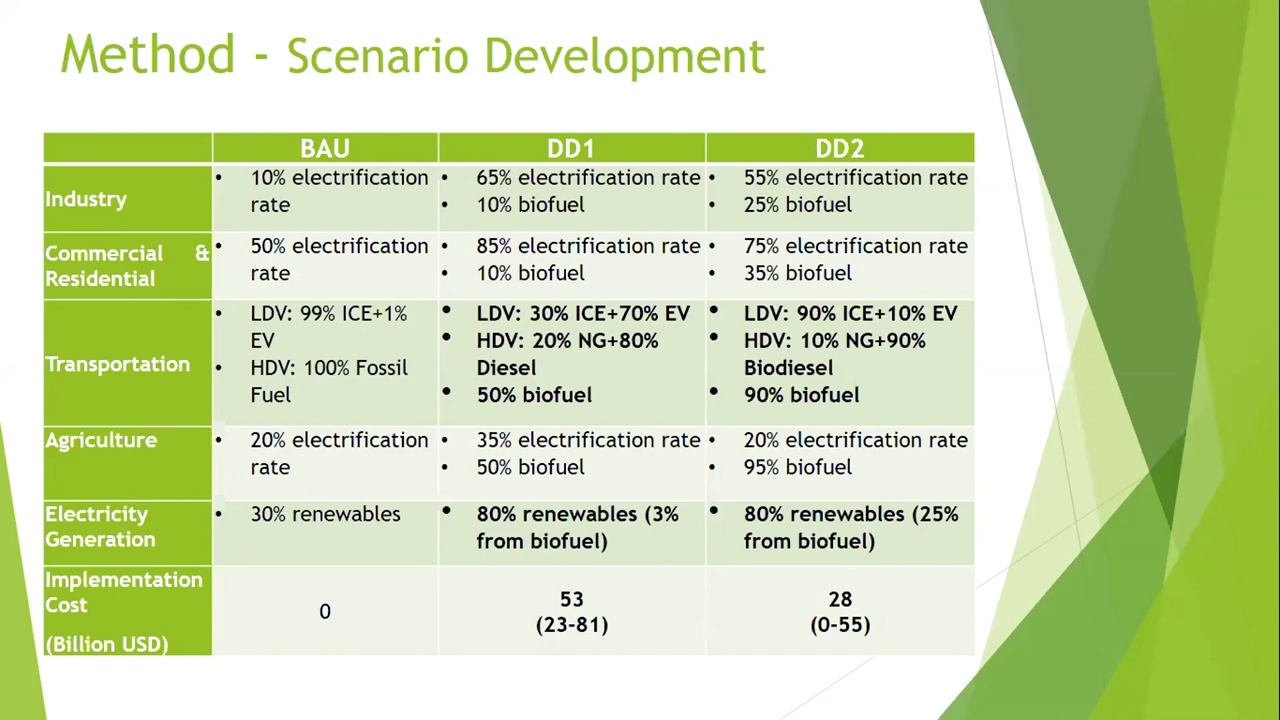 Method - Scenario Development
BAU
DD1
DD2
Industry
• 10% electrification
rate
• 65% electrification rate
• 10% biofuel
• 55% electrification rate
• 25% biofuel
Commercial &
Residential
• 50% electrification
rate
• 85% electrification rate
• 10% biofuel
• 75% electrification rate
• 35% biofuel
Transportation
• LDV: 99% ICE+1%
EV
• HDV: 100% Fossil
Fuel
• LDV: 30% ICE+70% EV
• HDV: 20% NG+80%
Diesel
• 50% biofuel
• LDV: 90% ICE+10% EV
• HDV: 10% NG+90%
Biodiesel
• 90% biofuel
Agriculture
• 20% electrification
rate
• 35% electrification rate
• 50% biofuel
• 20% electrification rate
• 95% biofuel
Electricity
Generation
• 30% renewables
• 80% renewables (3%
from biofuel)
• 80% renewables (25%
from biofuel)
Implementation
Cost
(Billion USD)
0
53
(23-81)
28
(0-55)